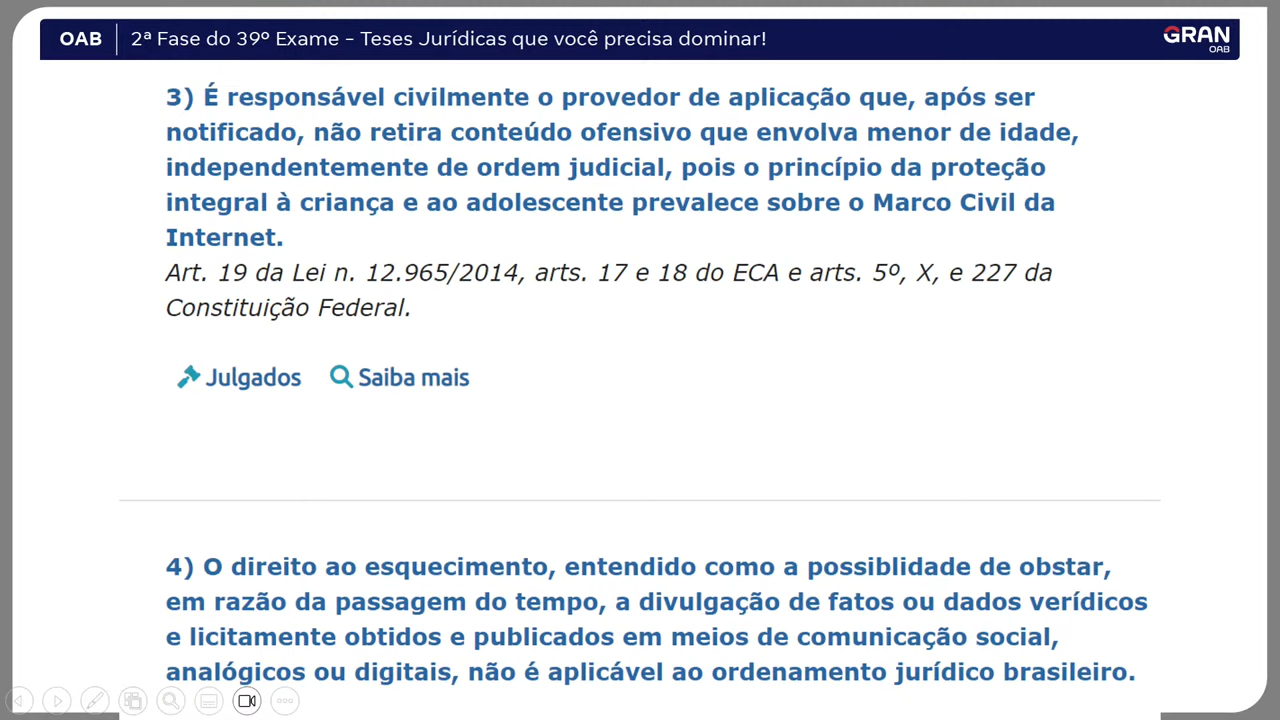 OAB
2ª Fase do 39º Exame – Teses Jurídicas que você precisa dominar!
GRAN
OAB
3) É responsável civilmente o provedor de aplicação que, após ser
notificado, não retira conteúdo ofensivo que envolva menor de idade,
independentemente de ordem judicial, pois o princípio da proteção
integral à criança e ao adolescente prevalece sobre o Marco Civil da
Internet.
Art. 19 da Lei n. 12.965/2014, arts. 17 e 18 do ECA e arts. 5º, X, e 227 da
Constituição Federal.
Julgados
Saiba mais
4) O direito ao esquecimento, entendido como a possiblidade de obstar,
em razão da passagem do tempo, a divulgação de fatos ou dados verídicos
e licitamente obtidos e publicados em meios de comunicação social,
analógicos ou digitais, não é aplicável ao ordenamento jurídico brasileiro.